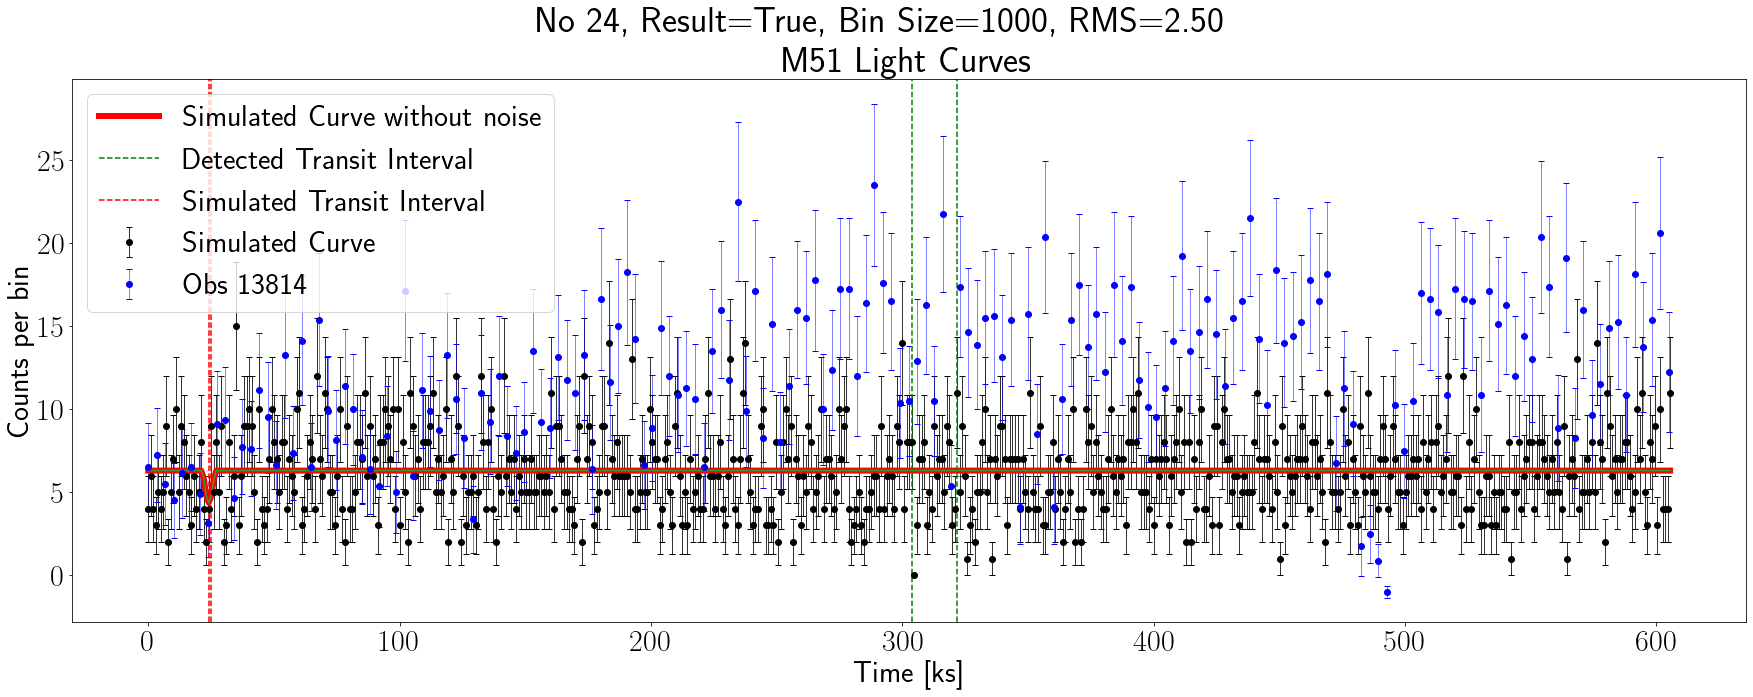 No 24, Result=True, Bin Size=1000, RMS=2.50
M51 Light Curves
Simulated Curve without noise
Detected Transit Interval
Simulated Transit Interval
Simulated Curve
Obs 13814
Counts per bin
25
20
15
10
5
0
0 100 200 300 400 500 600
Time [ks]